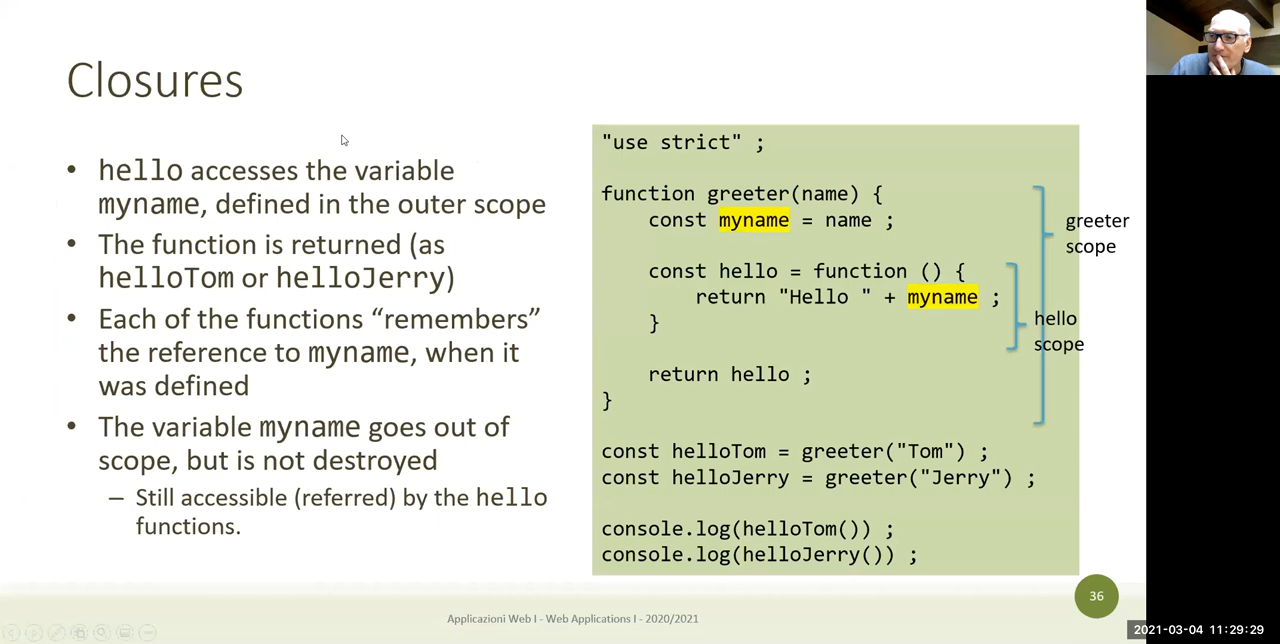 Closures
• hello accesses the variable
myname, defined in the outer scope
• The function is returned (as
helloTom or helloJerry)
• Each of the functions “remembers”
the reference to myname, when it
was defined
• The variable myname goes out of
scope, but is not destroyed
– Still accessible (referred) by the hello
functions.
"use strict" ;
function greeter(name) {
const myname = name ;
const hello = function () {
return "Hello " + myname ;
}
return hello ;
}
const helloTom = greeter("Tom") ;
const helloJerry = greeter("Jerry") ;
console.log(helloTom()) ;
console.log(helloJerry()) ;
greeter
scope
hello
scope
Applicazioni Web I - Web Applications I - 2020/2021
36
2021-03-04 11:29:29